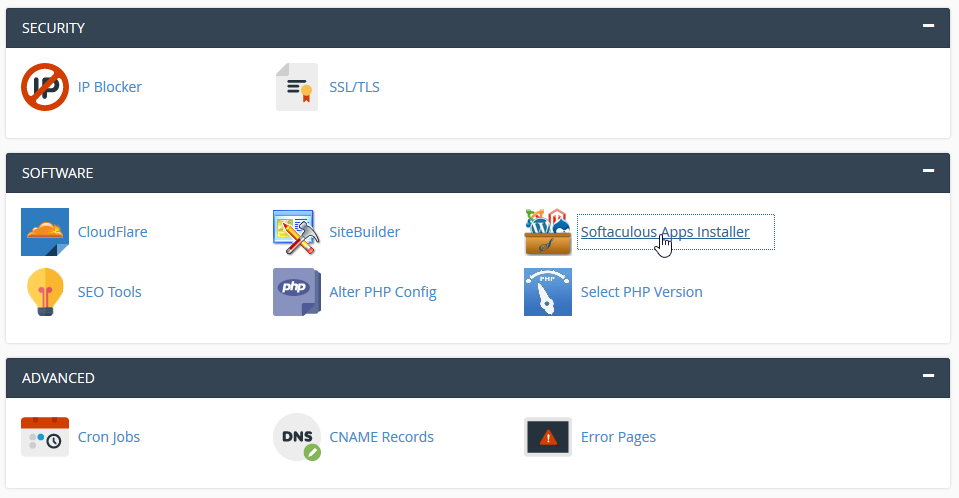 SECURITY
IP
IP Blocker
SSL/TLS
SOFTWARE
CloudFlare
SiteBuilder
Softaculous Apps Installer
SEO Tools
php
Alter PHP Config
PHP
Select PHP Version
ADVANCED
Cron Jobs
DNS
CNAME Records
Error Pages